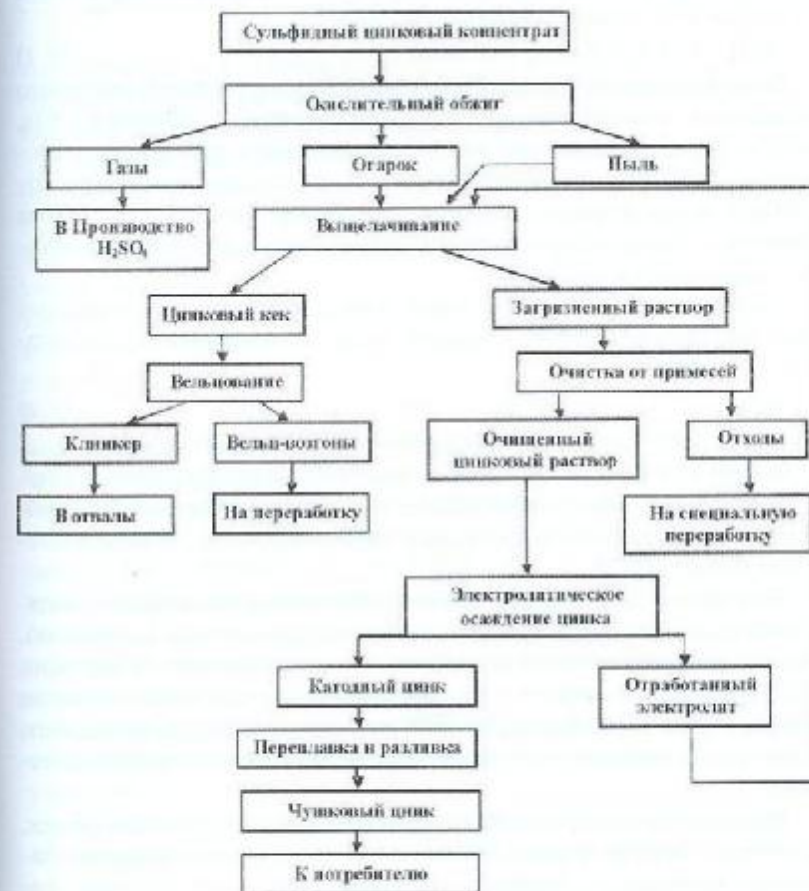 Сульфидный цинковый концентрат
Окислительный обжиг
Газы
Огарок
Пыль
В Производство
H₂SO₄
Выщелачивание
Цинковый кек
Загрязненный раствор
Вельцевание
Очистка от примесей
Клинкер
Вельц-возгоны
Очищенный
цинковый раствор
Отходы
В отвалы
На переработку
На специальную
переработку
Электролитическое
осаждение цинка
Катодный цинк
Отработанный
электролит
Переплавка и разливка
Чушковый цинк
К потребителю